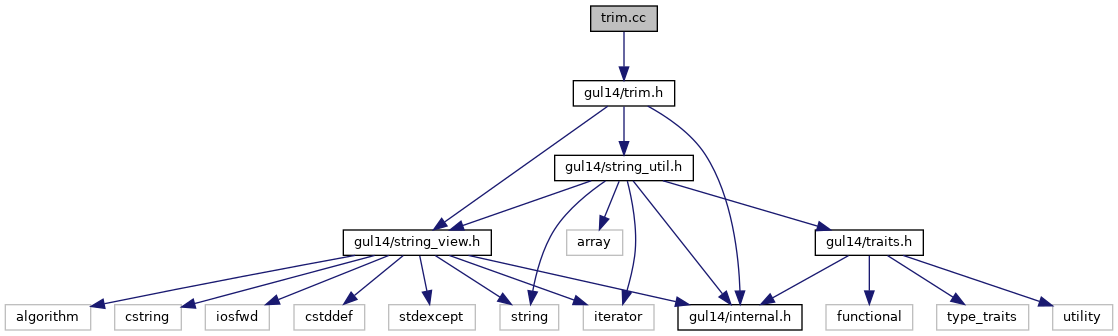 trim.cc
gul14/trim.h
gul14/string_util.h
gul14/string_view.h
array
gul14/traits.h
algorithm
cstring
iosfwd
cstddef
stdexcept
string
iterator
gul14/internal.h
functional
type_traits
utility